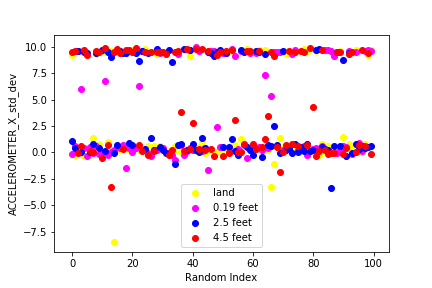 10.0
7.5
5.0
2.5
0.0
−2.5
−5.0
−7.5
ACCELEROMETER_X_std_dev
land
0.19 feet
2.5 feet
4.5 feet
0 20 40 60 80 100
Random Index